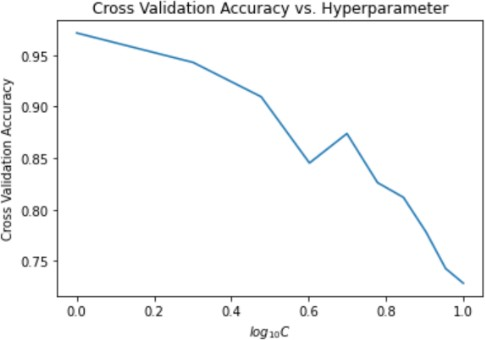 Cross Validation Accuracy vs. Hyperparameter
Cross Validation Accuracy
0.95
0.90
0.85
0.80
0.75
0.0 0.2 0.4 0.6 0.8 1.0
log₁₀C